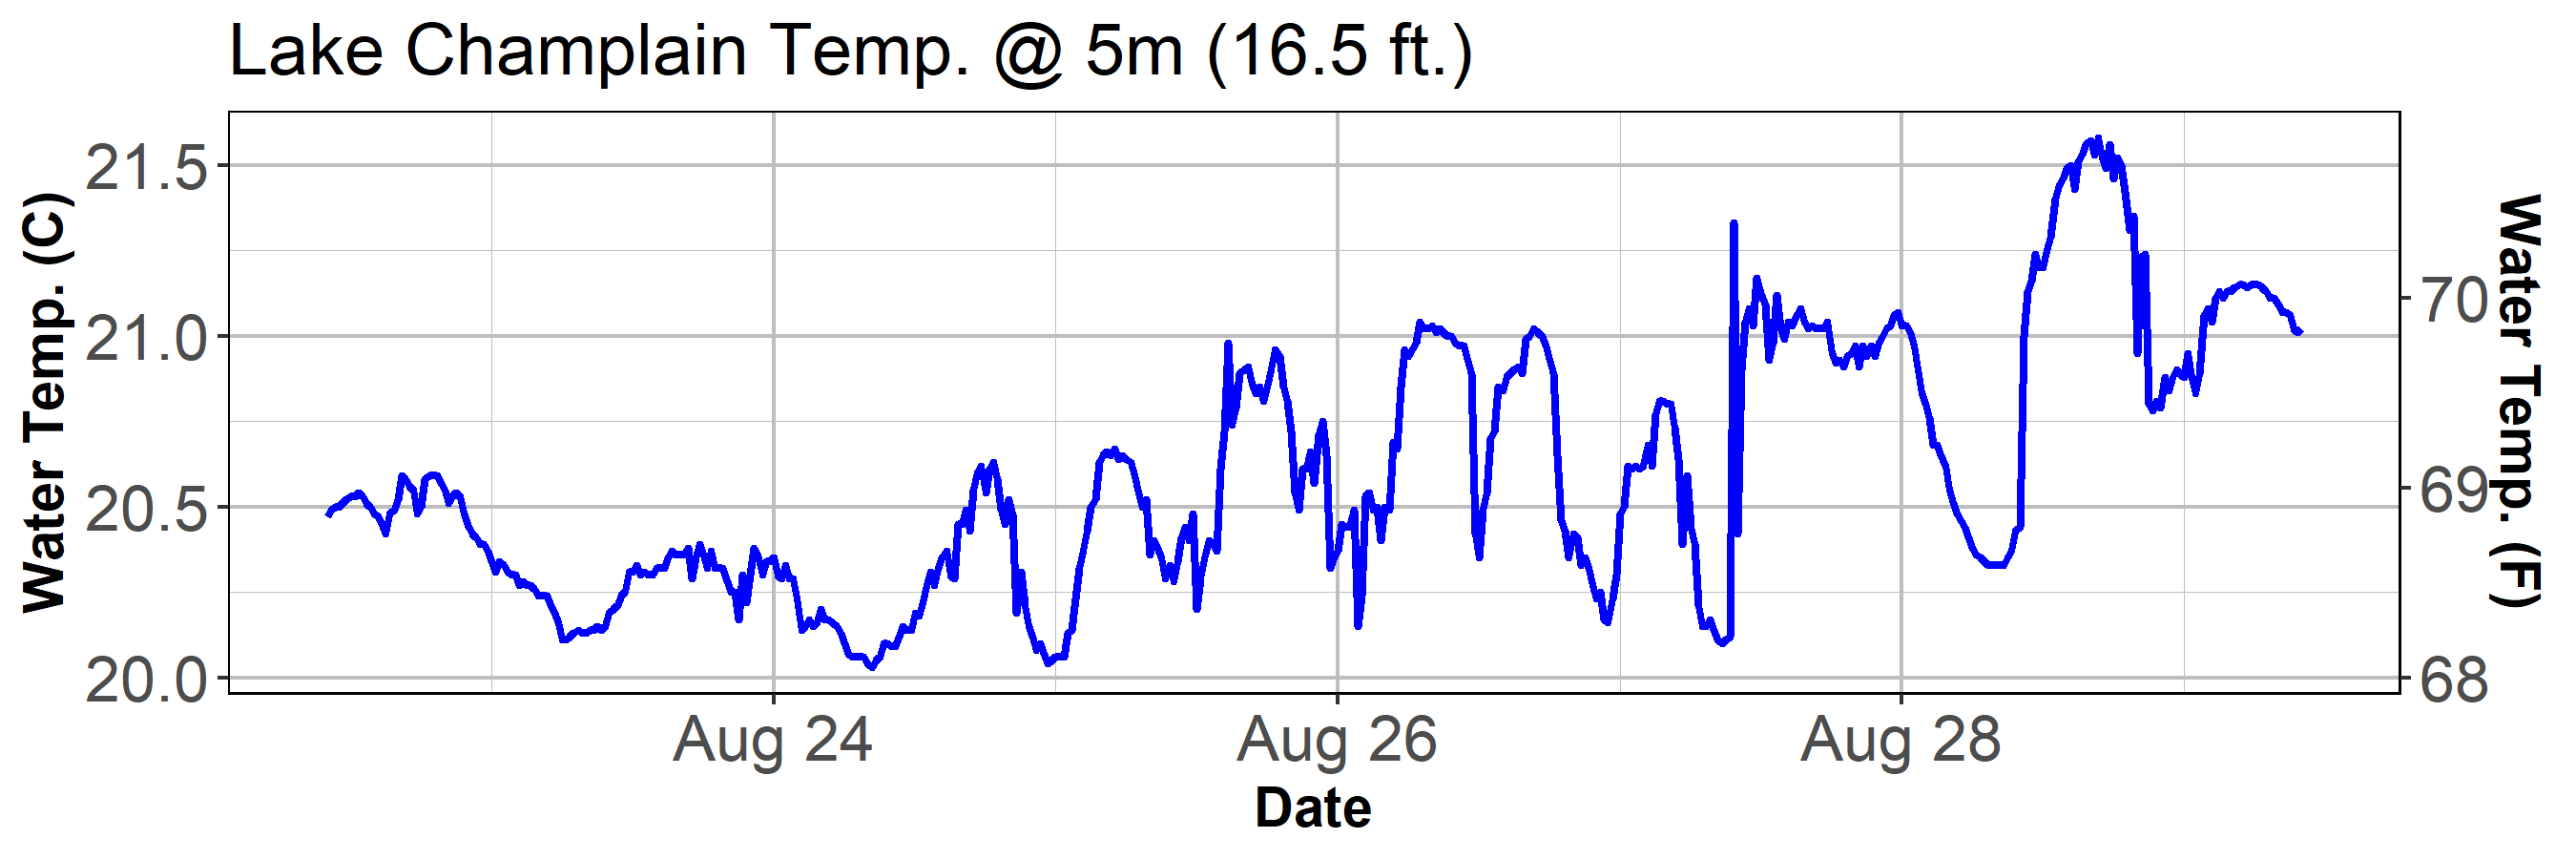 Lake Champlain Temp. @ 5m (16.5 ft.)
Water Temp. (C)
21.5
21.0
20.5
20.0
70
69
68
Water Temp. (F)
Aug 24 Aug 26 Aug 28
Date